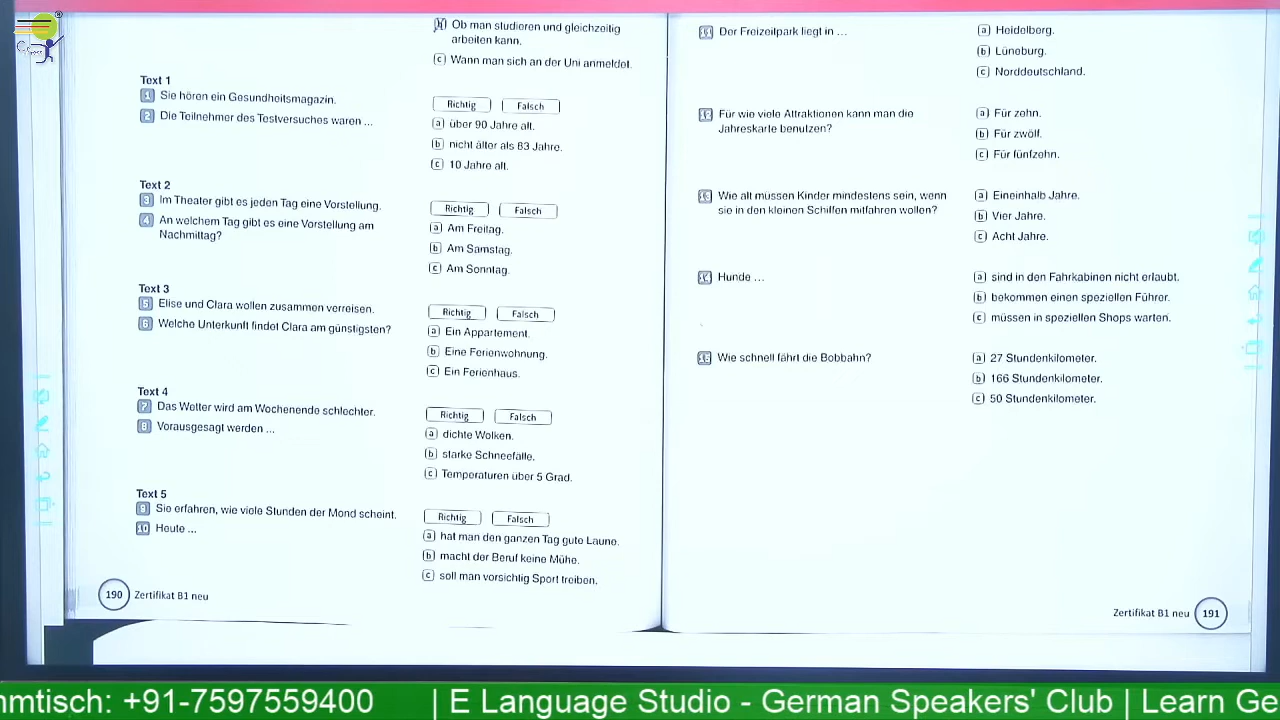 Ob man studieren und gleichzeitig
arbeiten kann.
c Wann man sich an der Uni anmeldet.
Text 1
1 Sie hören ein Gesundheitsmagazin.
Richtig Falsch
2 Die Teilnehmer des Testversuches waren ...
a über 90 Jahre alt.
b nicht älter als 83 Jahre.
c 10 Jahre alt.
Text 2
3 Im Theater gibt es jeden Tag eine Vorstellung.
Richtig Falsch
4 An welchem Tag gibt es eine Vorstellung am
Nachmittag?
a Am Freitag.
b Am Samstag.
c Am Sonntag.
Text 3
5 Elise und Clara wollen zusammen verreisen.
Richtig Falsch
6 Welche Unterkunft findet Clara am günstigsten?
a Ein Appartement.
b Eine Ferienwohnung.
c Ein Ferienhaus.
Text 4
7 Das Wetter wird am Wochenende schlechter.
Richtig Falsch
8 Vorausgesagt werden ...
a dichte Wolken.
b starke Schneefälle.
c Temperaturen über 5 Grad.
Text 5
9 Sie erfahren, wie viele Stunden der Mond scheint.
Richtig Falsch
10 Heute ...
a hat man den ganzen Tag gute Laune.
b macht der Beruf keine Mühe.
c soll man vorsichtig Sport treiben.
190 Zertifikat B1 neu
Der Freizeitpark liegt in ...
a Heidelberg.
b Lüneburg.
c Norddeutschland.
Für wie viele Attraktionen kann man die
Jahreskarte benutzen?
a Für zehn.
b Für zwölf.
c Für fünfzehn.
Wie alt müssen Kinder mindestens sein, wenn
sie in den kleinen Schiffen mitfahren wollen?
a Eineinhalb Jahre.
b Vier Jahre.
c Acht Jahre.
Hunde ...
a sind in den Fahrkabinen nicht erlaubt.
b bekommen einen speziellen Führer.
c müssen in speziellen Shops warten.
Wie schnell fährt die Bobbahn?
a 27 Stundenkilometer.
b 166 Stundenkilometer.
c 50 Stundenkilometer.
Zertifikat B1 neu 191
mtisch: +91-7597559400 | E Language Studio - German Speakers' Club | Learn Ge